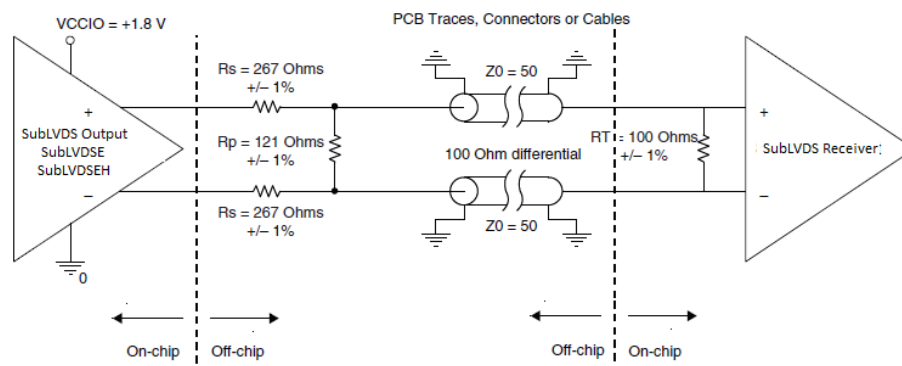 VCCIO = +1.8 V
PCB Traces, Connectors or Cables
Rs = 267 Ohms
+/– 1%
Z0 = 50
+
SubLVDS Output
SubLVDSE
SubLVDSEH
–
Rp = 121 Ohms
+/– 1%
100 Ohm differential
RT = 100 Ohms
+/– 1%
+
SubLVDS Receiver
–
Rs = 267 Ohms
+/– 1%
Z0 = 50
0
On-chip
Off-chip
Off-chip
On-chip